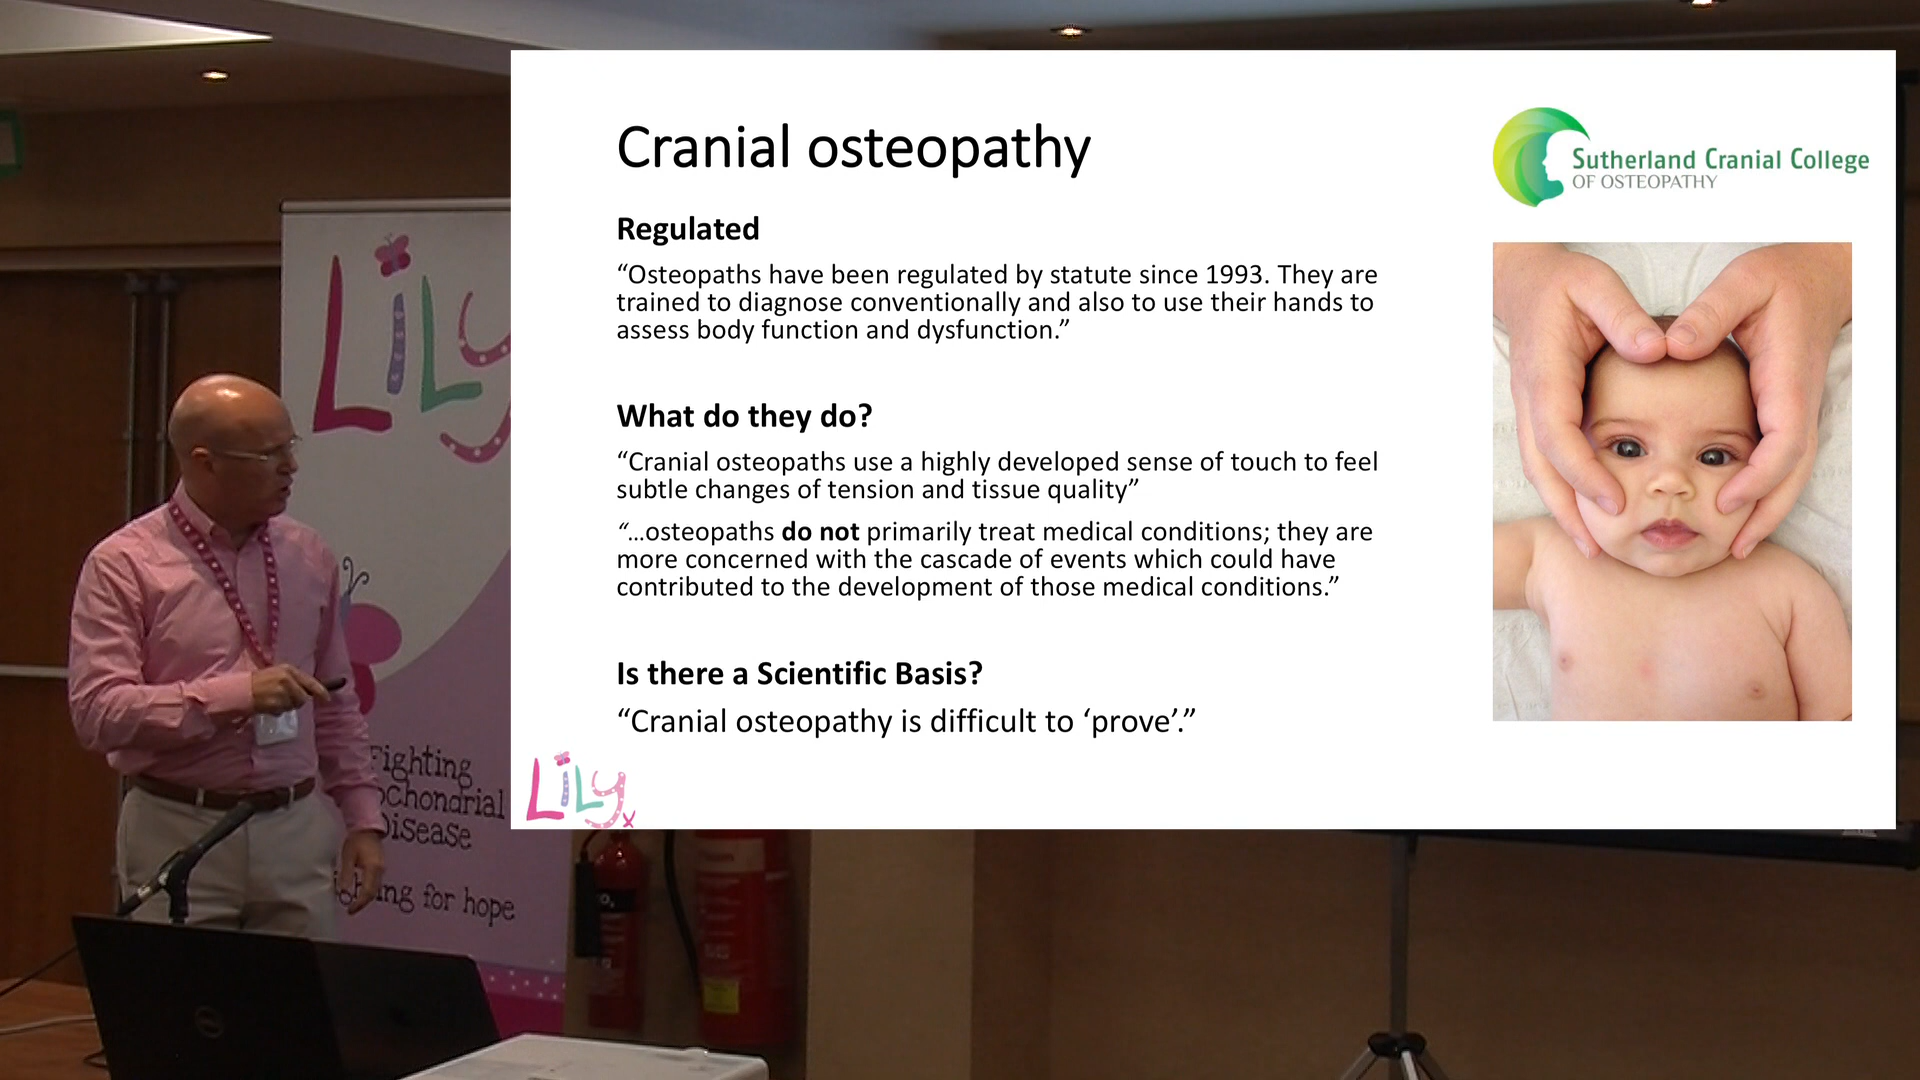 Cranial osteopathy
Sutherland Cranial College
OF OSTEOPATHY
Regulated
“Osteopaths have been regulated by statute since 1993. They are
trained to diagnose conventionally and also to use their hands to
assess body function and dysfunction.”
What do they do?
“Cranial osteopaths use a highly developed sense of touch to feel
subtle changes of tension and tissue quality”
“…osteopaths do not primarily treat medical conditions; they are
more concerned with the cascade of events which could have
contributed to the development of those medical conditions.”
Is there a Scientific Basis?
“Cranial osteopathy is difficult to ‘prove’.”
LiLy x
LiLy
Fighting
Disease
for hope
DELL